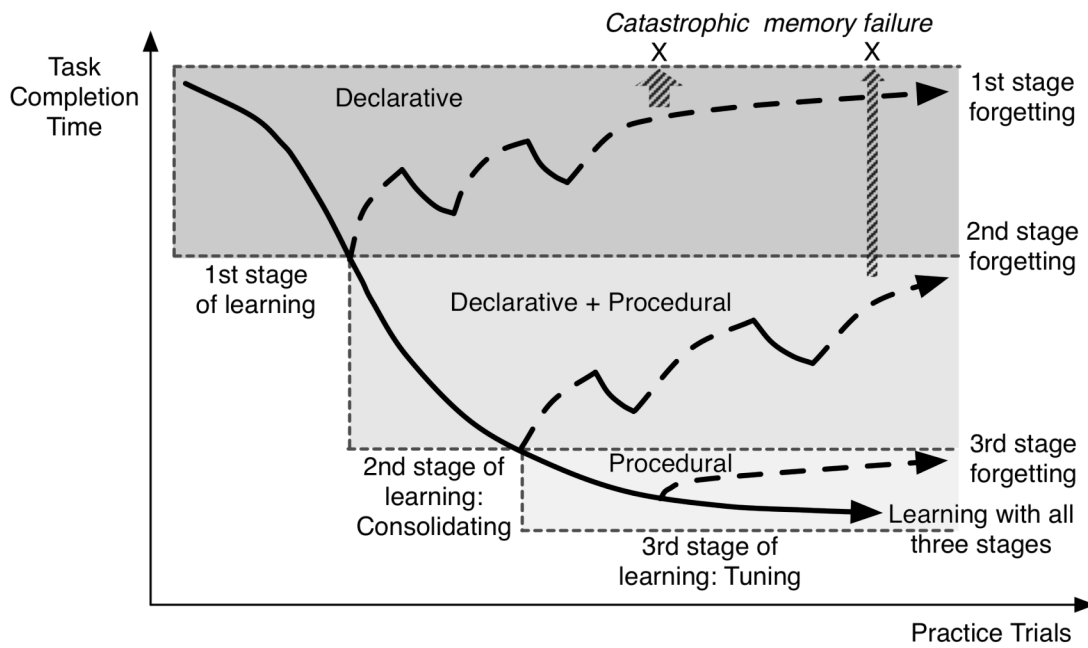 Catastrophic memory failure
X X
Task
Completion
Time
Declarative
1st stage
forgetting
2nd stage
forgetting
1st stage
of learning
Declarative + Procedural
3rd stage
forgetting
Procedural
2nd stage of
learning:
Consolidating
Learning with all
three stages
3rd stage of
learning: Tuning
Practice Trials